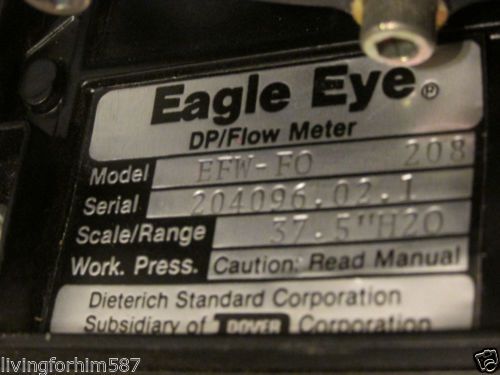 Eagle Eye®
DP/Flow Meter
Model EFW-FO 208
Serial 204096.02.1
Scale/Range 37.5"H2O
Work. Press. Caution: Read Manual
Dieterich Standard Corporation
Subsidiary of DOVER Corporation
livingforhim587